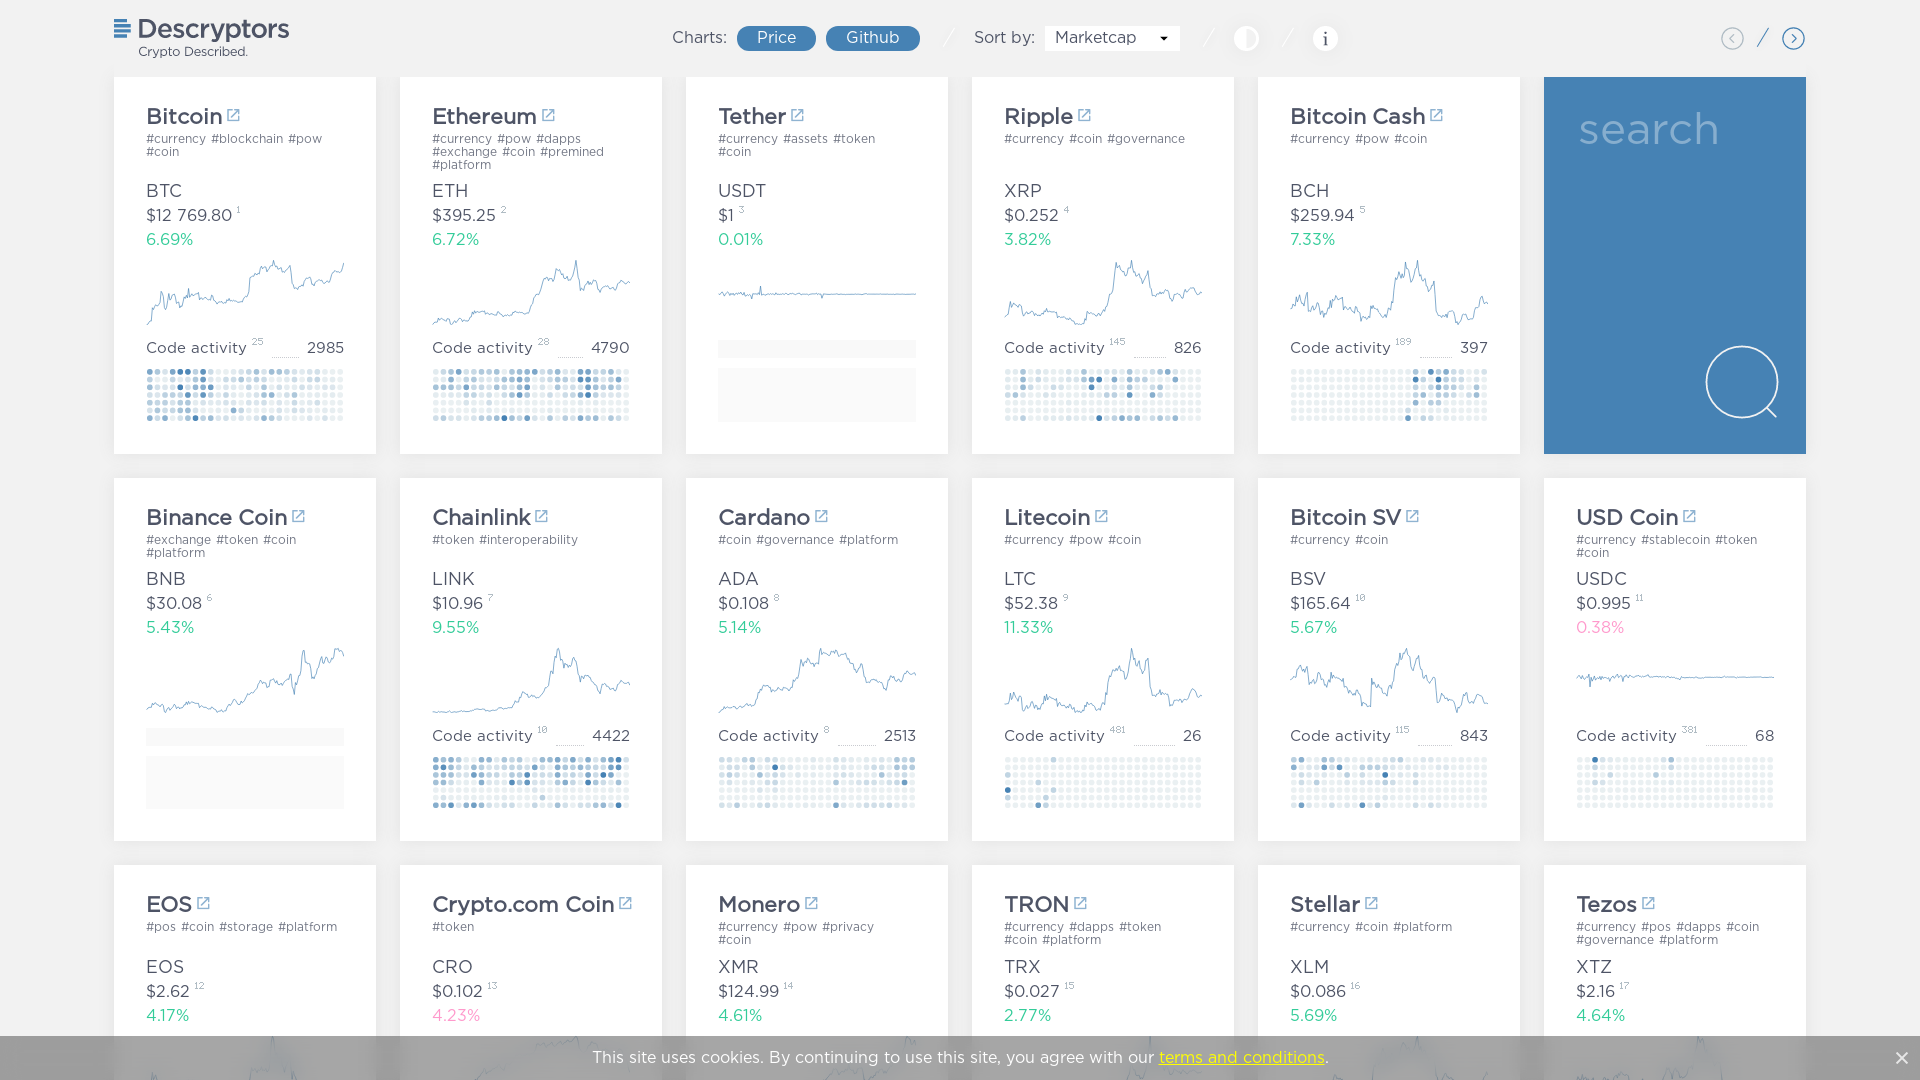 Descryptors
Crypto Described.
Charts: Price Github Sort by: Marketcap
Bitcoin
#currency #blockchain #pow
#coin
BTC
$12 769.80 1
6.69%
Code activity 25 2985
Ethereum
#currency #pow #dapps
#exchange #coin #premined
#platform
ETH
$395.25 2
6.72%
Code activity 28 4790
Tether
#currency #assets #token
#coin
USDT
$1 3
0.01%
Ripple
#currency #coin #governance
XRP
$0.252 4
3.82%
Code activity 145 826
Bitcoin Cash
#currency #pow #coin
BCH
$259.94 5
7.33%
Code activity 189 397
search
Binance Coin
#exchange #token #coin
#platform
BNB
$30.08 6
5.43%
Chainlink
#token #interoperability
LINK
$10.96 7
9.55%
Code activity 10 4422
Cardano
#coin #governance #platform
ADA
$0.108 8
5.14%
Code activity 8 2513
Litecoin
#currency #pow #coin
LTC
$52.38 9
11.33%
Code activity 481 26
Bitcoin SV
#currency #coin
BSV
$165.64 10
5.67%
Code activity 115 843
USD Coin
#currency #stablecoin #token
#coin
USDC
$0.995 11
0.38%
Code activity 381 68
EOS
#pos #coin #storage #platform
EOS
$2.62 12
4.17%
Crypto.com Coin
#token
CRO
$0.102 13
4.23%
Monero
#currency #pow #privacy
#coin
XMR
$124.99 14
4.61%
TRON
#currency #dapps #token
#coin #platform
TRX
$0.027 15
2.77%
Stellar
#currency #coin #platform
XLM
$0.086 16
5.69%
Tezos
#currency #pos #dapps #coin
#governance #platform
XTZ
$2.16 17
4.64%
This site uses cookies. By continuing to use this site, you agree with our terms and conditions.